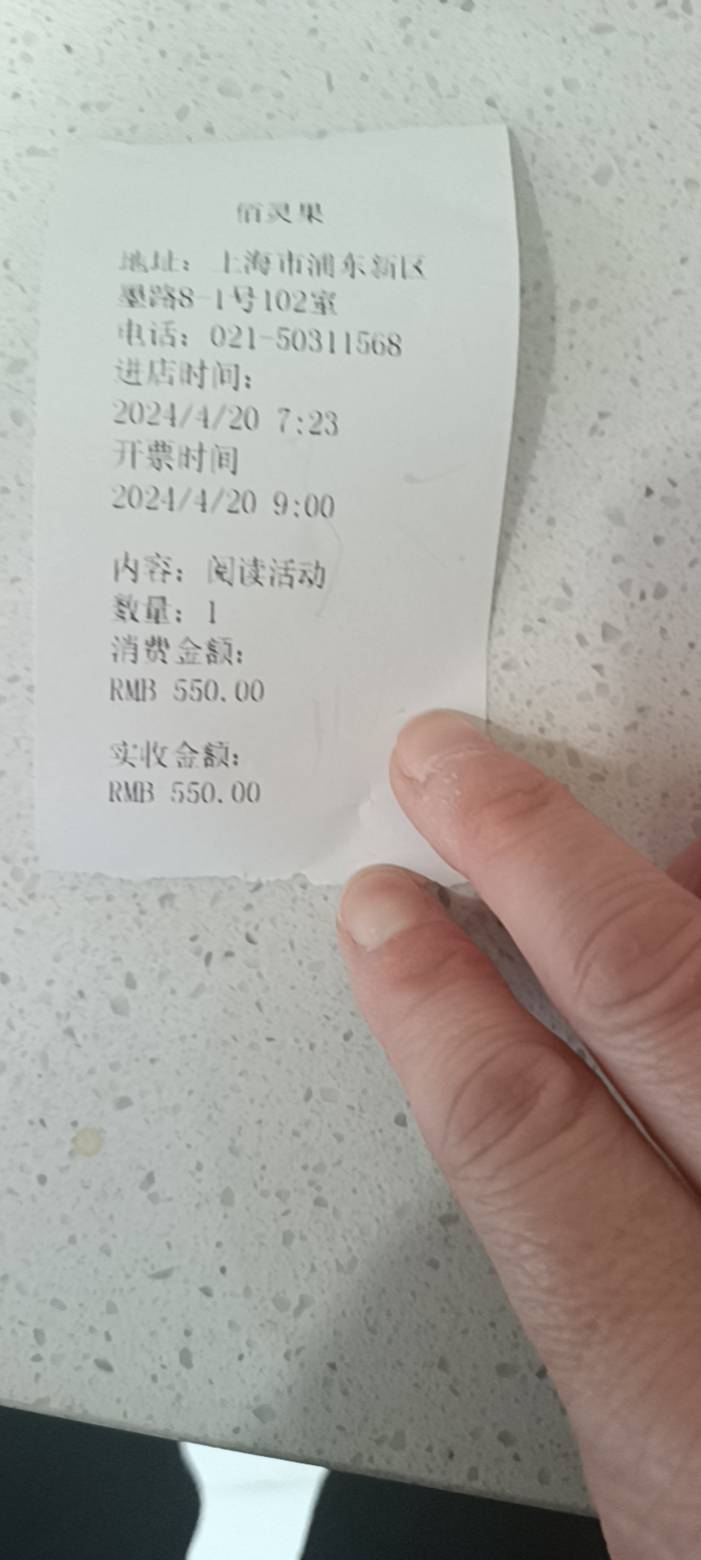 佰灵果
地址：上海市浦东新区
墨路8-1号102室
电话：021-50311568
进店时间：
2024/4/20 7:23
开票时间
2024/4/20 9:00
内容：阅读活动
数量：1
消费金额：
RMB 550.00
实收金额：
RMB 550.00